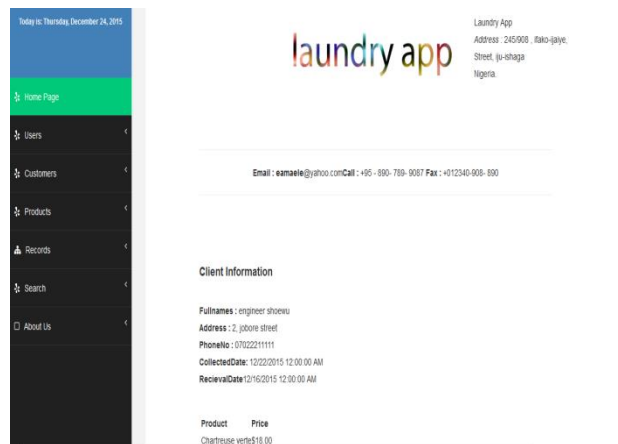 Today is: Thursday, December 24, 2015
Home Page
Users
Customers
Products
Records
Search
About Us
laundry app
Laundry App
Address : 245/908 , ifako-ijaiye,
Street, iju-ishaga
Nigeria.
Email : eamaele@yahoo.comCall : +95 - 890- 789- 9087 Fax : +012340-908- 890
Client Information
Fullnames : engineer shoewu
Address : 2, jobore street
PhoneNo : 07022211111
CollectedDate: 12/22/2015 12:00:00 AM
RecievalDate12/16/2015 12:00:00 AM
Product Price
Chartreuse verte$18.00